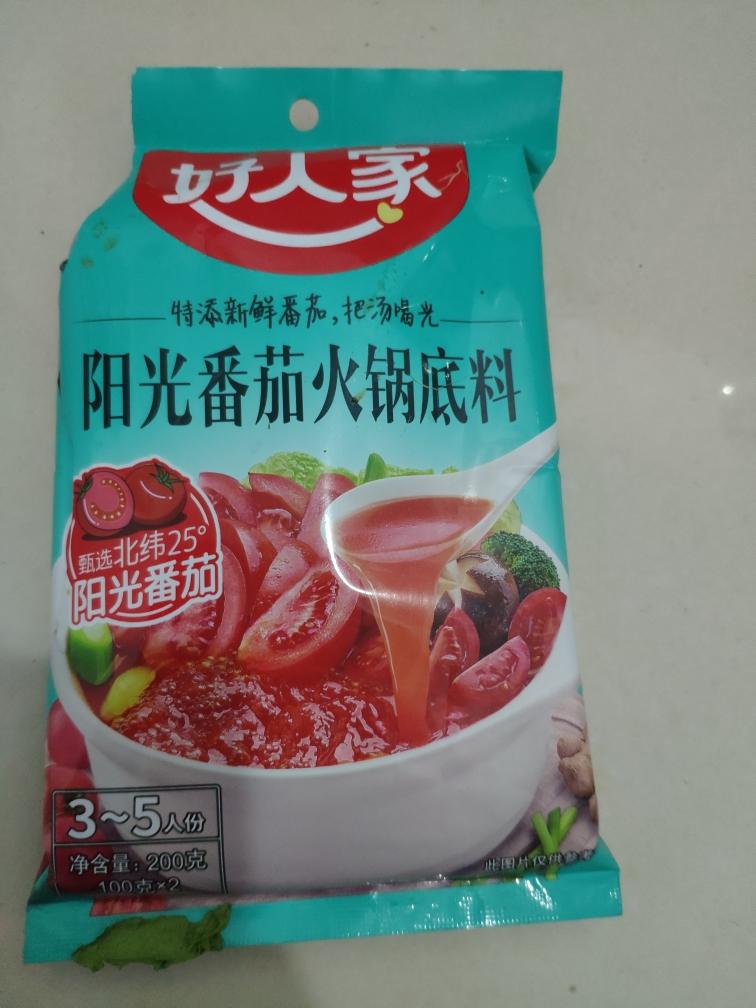 好人家
特添新鲜番茄,把汤喝光
阳光番茄火锅底料
甄选北纬25°
阳光番茄
3~5人份
净含量：200克
100克×2
此图片仅供参考